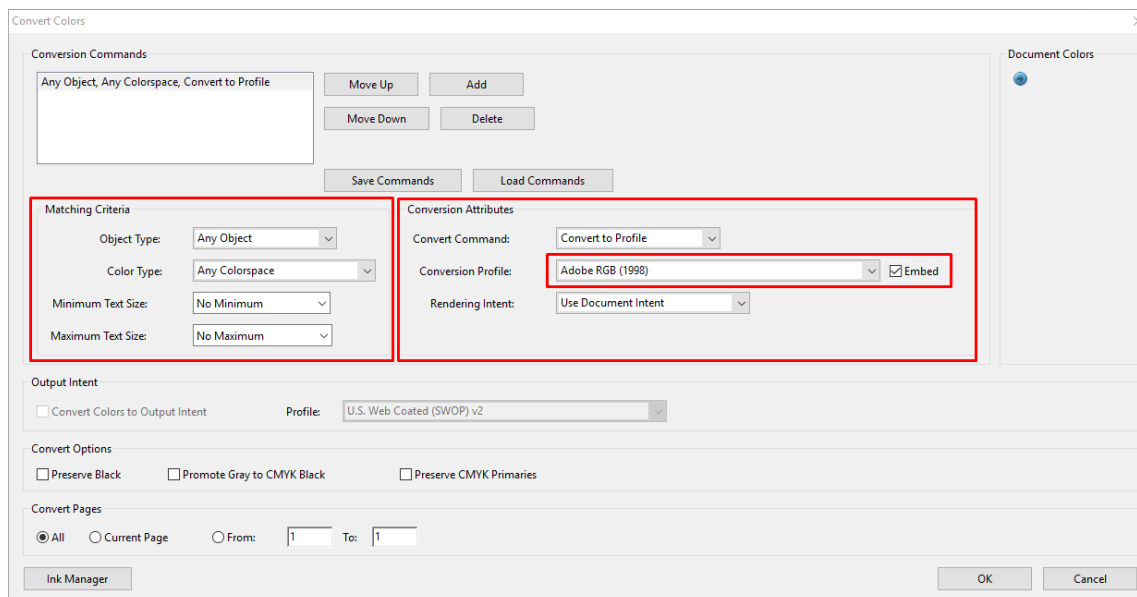 Convert Colors
Conversion Commands
Document Colors
Any Object, Any Colorspace, Convert to Profile
Move Up
Add
Move Down
Delete
Save Commands
Load Commands
Matching Criteria
Conversion Attributes
Object Type: Any Object
Convert Command: Convert to Profile
Color Type: Any Colorspace
Conversion Profile: Adobe RGB (1998) Embed
Minimum Text Size: No Minimum
Rendering Intent: Use Document Intent
Maximum Text Size: No Maximum
Output Intent
Convert Colors to Output Intent Profile: U.S. Web Coated (SWOP) v2
Convert Options
Preserve Black Promote Gray to CMYK Black Preserve CMYK Primaries
Convert Pages
All Current Page From: 1 To: 1
Ink Manager
OK
Cancel